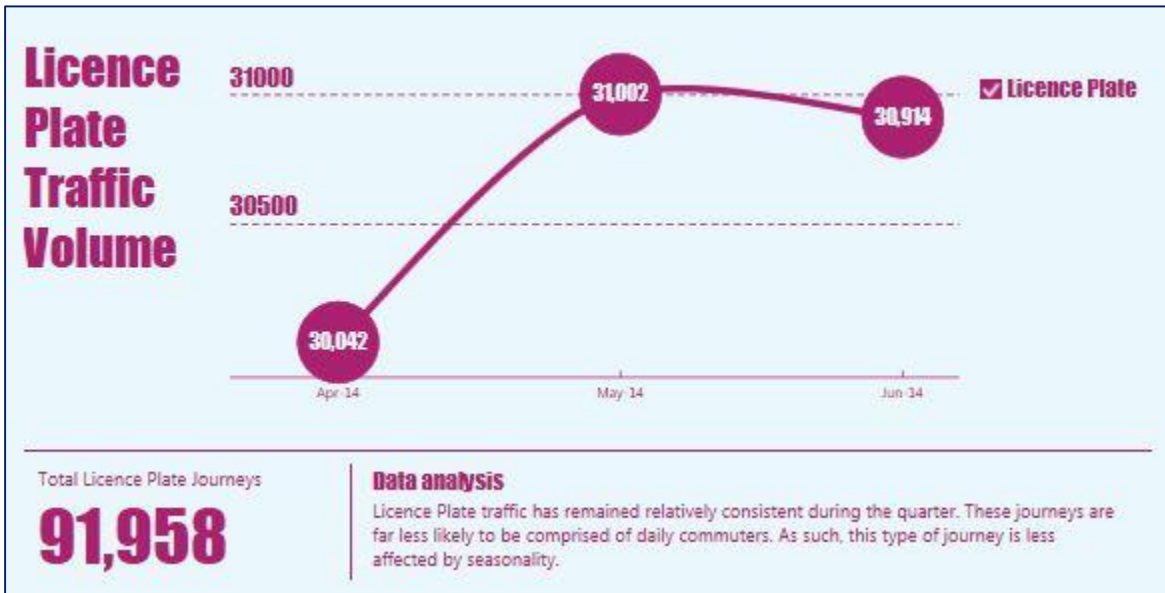 Licence
Plate
Traffic
Volume
31000
30500
31,002
30,914
30,042
Licence Plate
Apr-14
May-14
Jun-14
Total Licence Plate Journeys
91,958
Data analysis
Licence Plate traffic has remained relatively consistent during the quarter. These journeys are
far less likely to be comprised of daily commuters. As such, this type of journey is less
affected by seasonality.